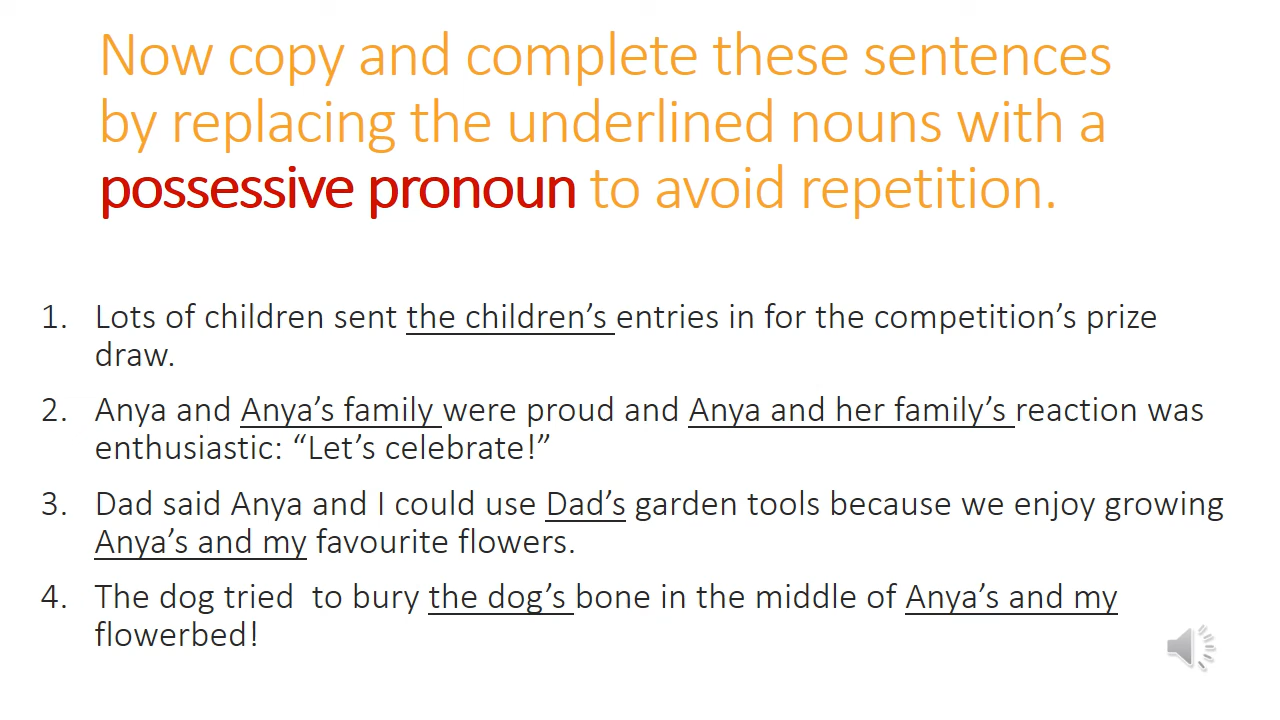 Now copy and complete these sentences
by replacing the underlined nouns with a
possessive pronoun to avoid repetition.
1. Lots of children sent the children’s entries in for the competition’s prize
draw.
2. Anya and Anya’s family were proud and Anya and her family’s reaction was
enthusiastic: “Let’s celebrate!”
3. Dad said Anya and I could use Dad’s garden tools because we enjoy growing
Anya’s and my favourite flowers.
4. The dog tried  to bury the dog’s bone in the middle of Anya’s and my
flowerbed!